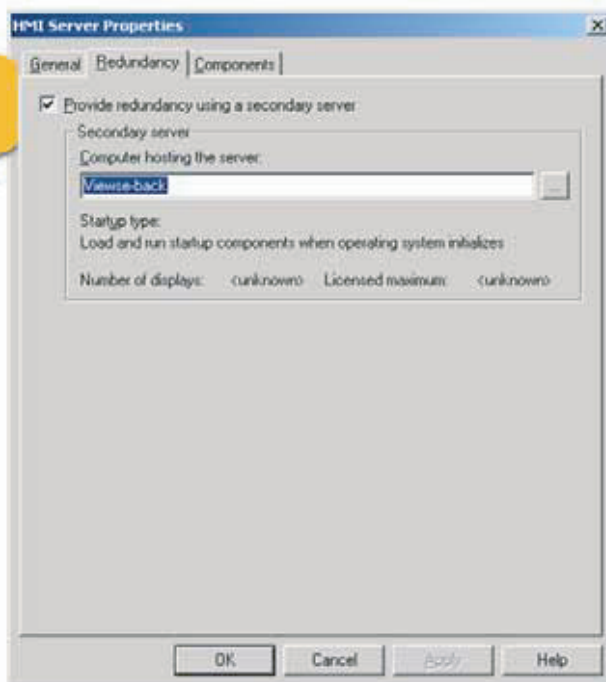 HMI Server Properties
General Redundancy Components
Provide redundancy using a secondary server
Secondary server
Computer hosting the server:
Viewse-back
...
Startup type:
Load and run startup components when operating system initializes
Number of displays: <unknown> Licensed maximum: <unknown>
OK Cancel Apply Help